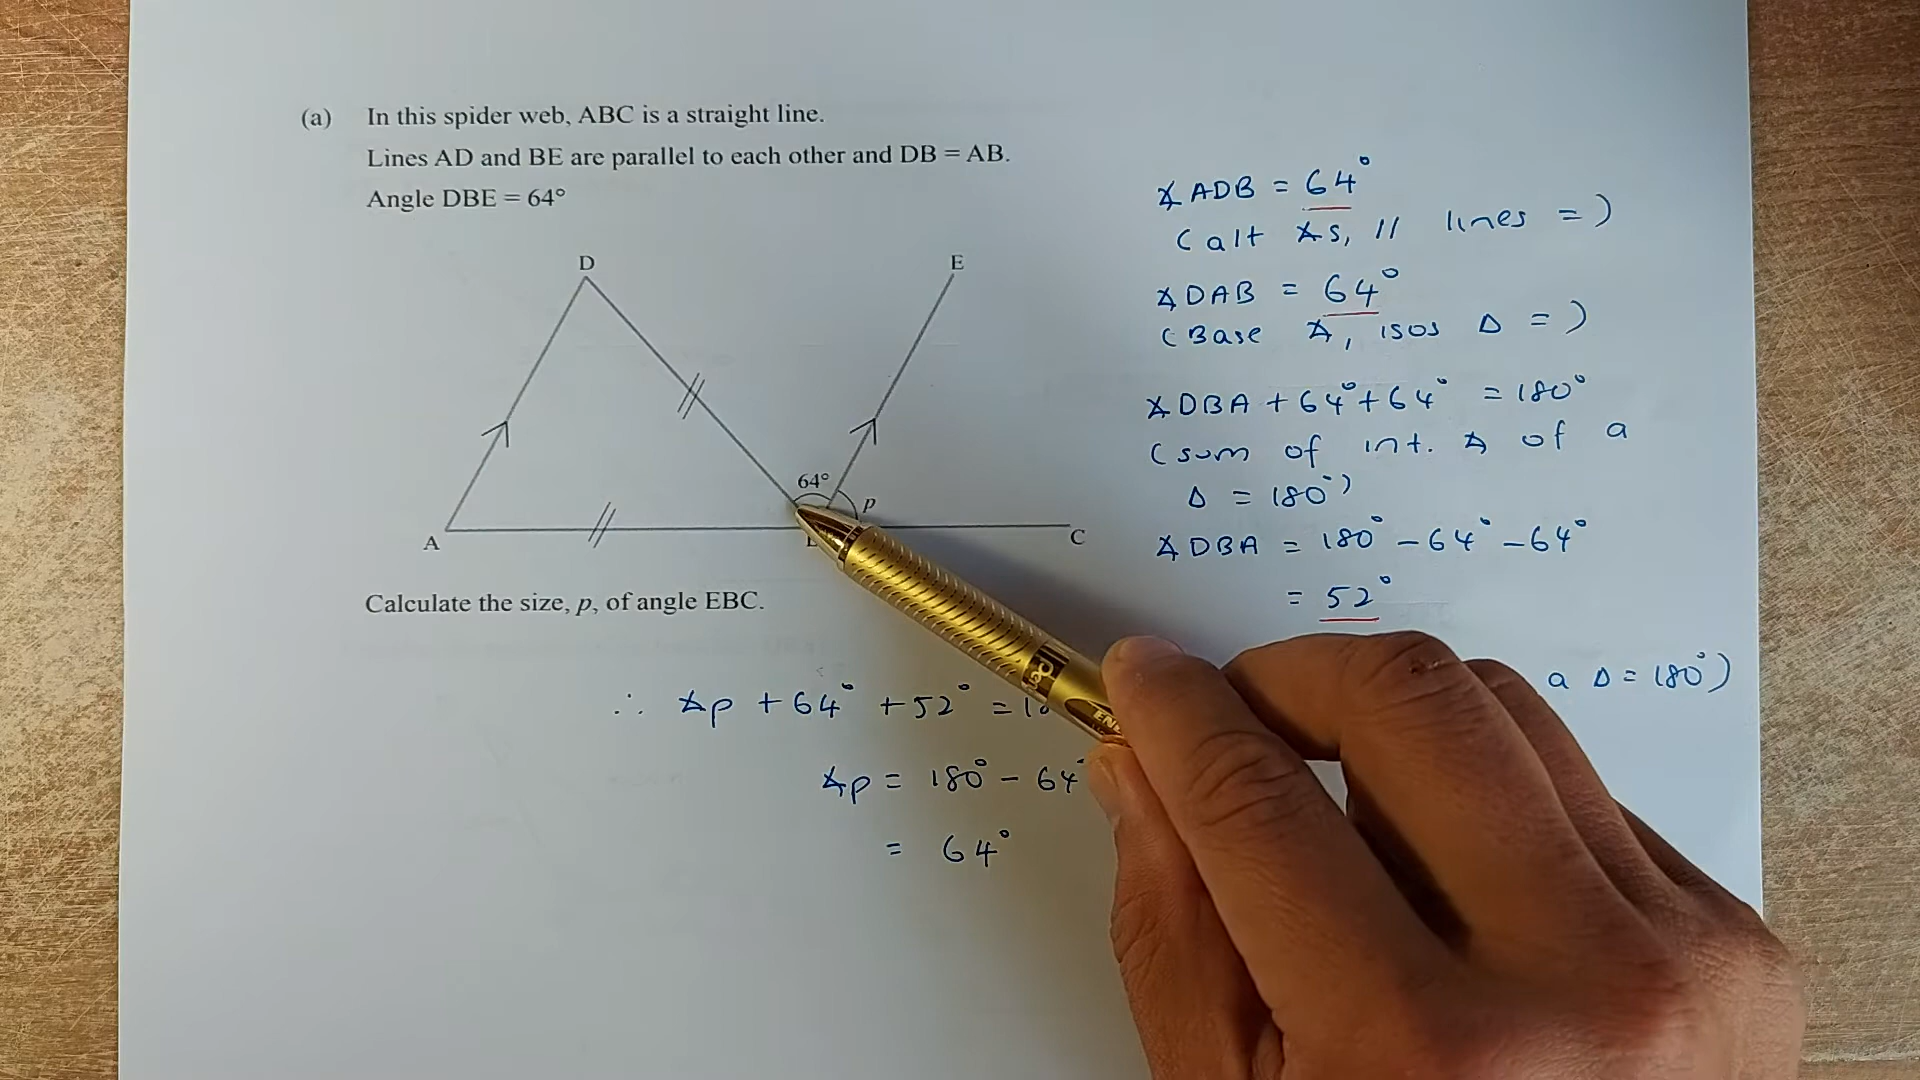 (a) In this spider web, ABC is a straight line.
Lines AD and BE are parallel to each other and DB = AB.
Angle DBE = 64°
D
E
64°
p
A
C
Calculate the size, p, of angle EBC.
∡ADB = 64°
(alt ∡s, // lines =)
∡DAB = 64°
(Base ∡, isos Δ =)
∡DBA + 64° + 64° = 180°
(sum of int. ∡ of a
Δ = 180°)
∡DBA = 180° - 64° - 64°
= 52°
∴ ∡p + 64° + 52° =
a Δ = 180°)
∡p = 180° - 64°
= 64°